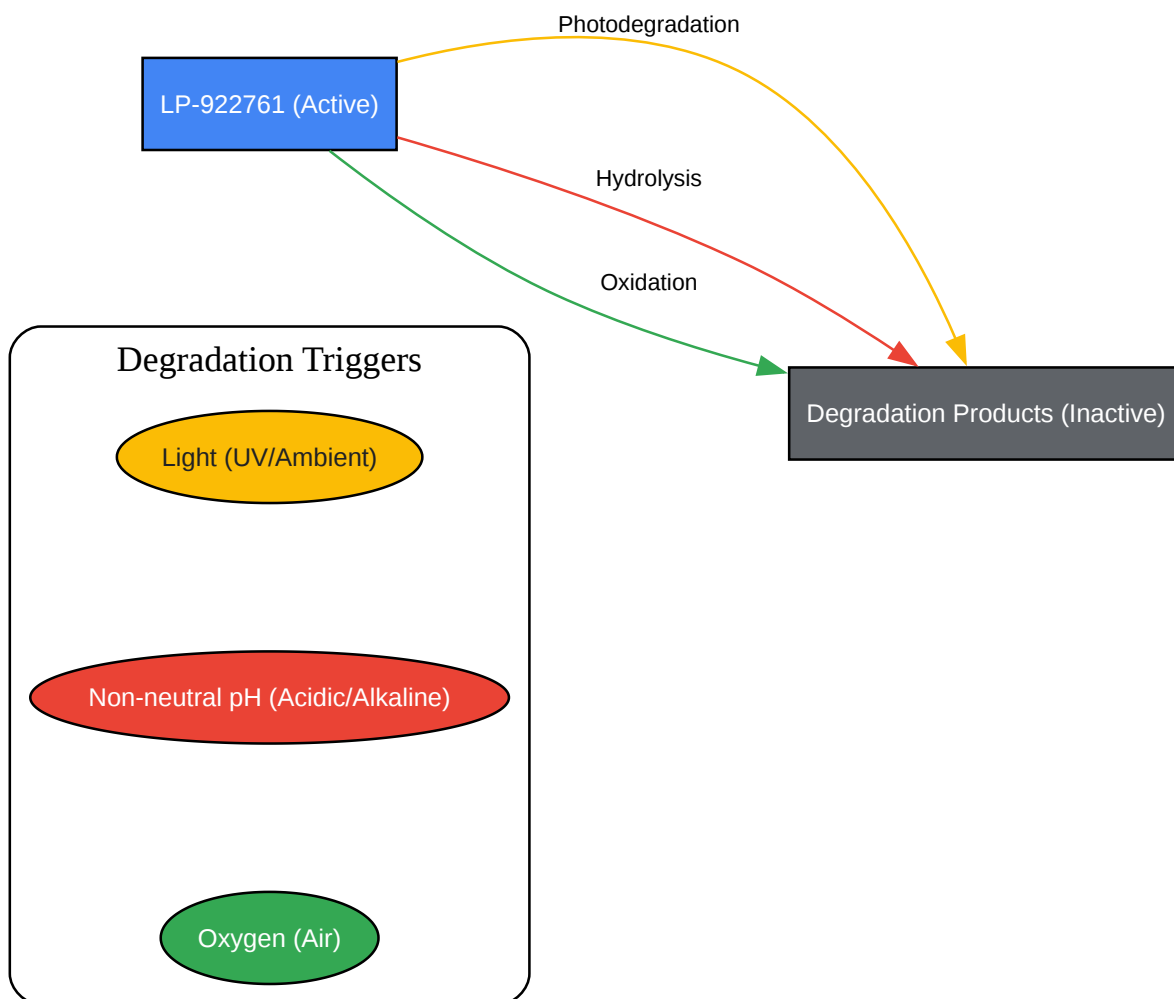 Photodegradation
LP-922761 (Active)
Hydrolysis
Oxidation
Degradation Triggers
Degradation Products (Inactive)
Light (UV/Ambient)
Non-neutral pH (Acidic/Alkaline)
Oxygen (Air)